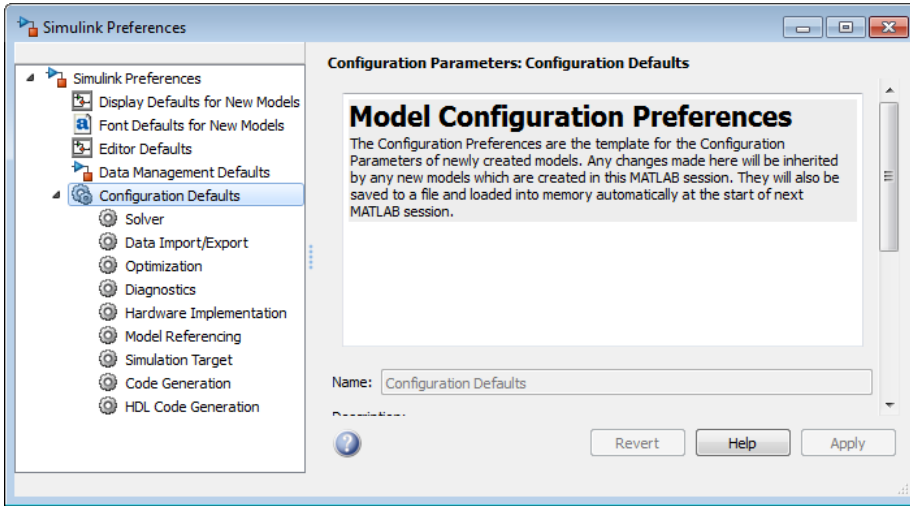 Simulink Preferences
Simulink Preferences
Display Defaults for New Models
Font Defaults for New Models
Editor Defaults
Data Management Defaults
Configuration Defaults
Solver
Data Import/Export
Optimization
Diagnostics
Hardware Implementation
Model Referencing
Simulation Target
Code Generation
HDL Code Generation
Configuration Parameters: Configuration Defaults
Model Configuration Preferences
The Configuration Preferences are the template for the Configuration
Parameters of newly created models. Any changes made here will be inherited
by any new models which are created in this MATLAB session. They will also be
saved to a file and loaded into memory automatically at the start of next
MATLAB session.
Name: Configuration Defaults
Description:
Revert Help Apply